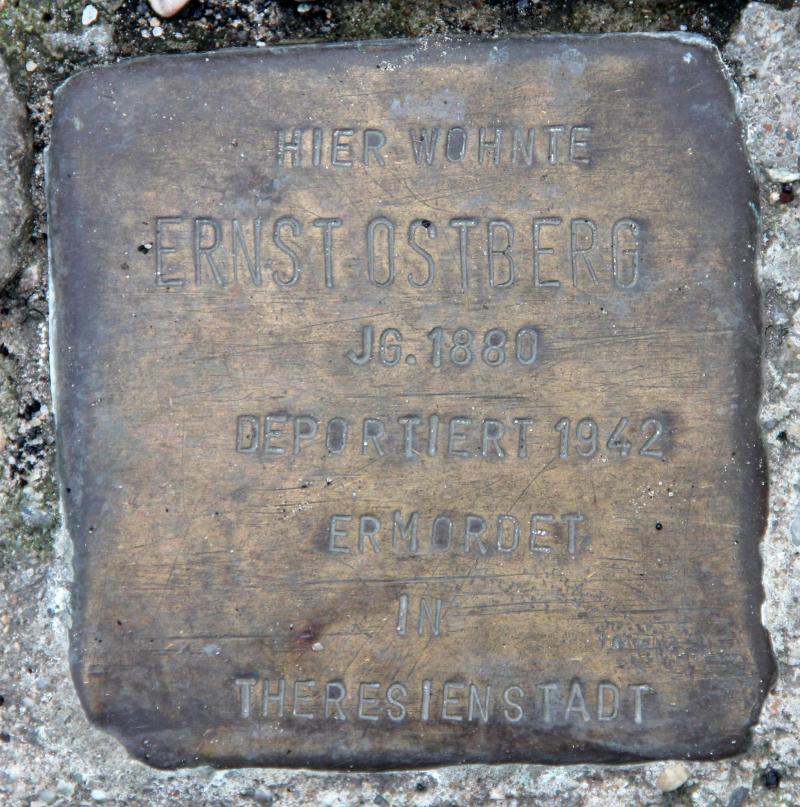 HIER WOHNTE
ERNST OSTBERG
JG. 1880
DEPORTIERT 1942
ERMORDET
IN
THERESIENSTADT